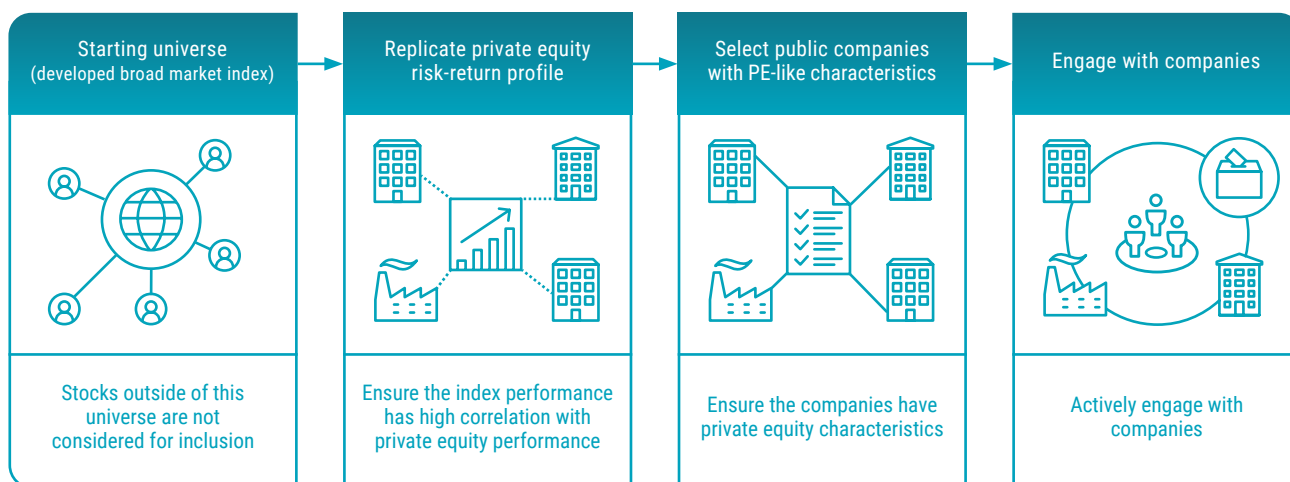 Starting universe
(developed broad market index)
Stocks outside of this
universe are not
considered for inclusion
Replicate private equity
risk-return profile
Ensure the index performance
has high correlation with
private equity performance
Select public companies
with PE-like characteristics
Ensure the companies have
private equity characteristics
Engage with companies
Actively engage with
companies